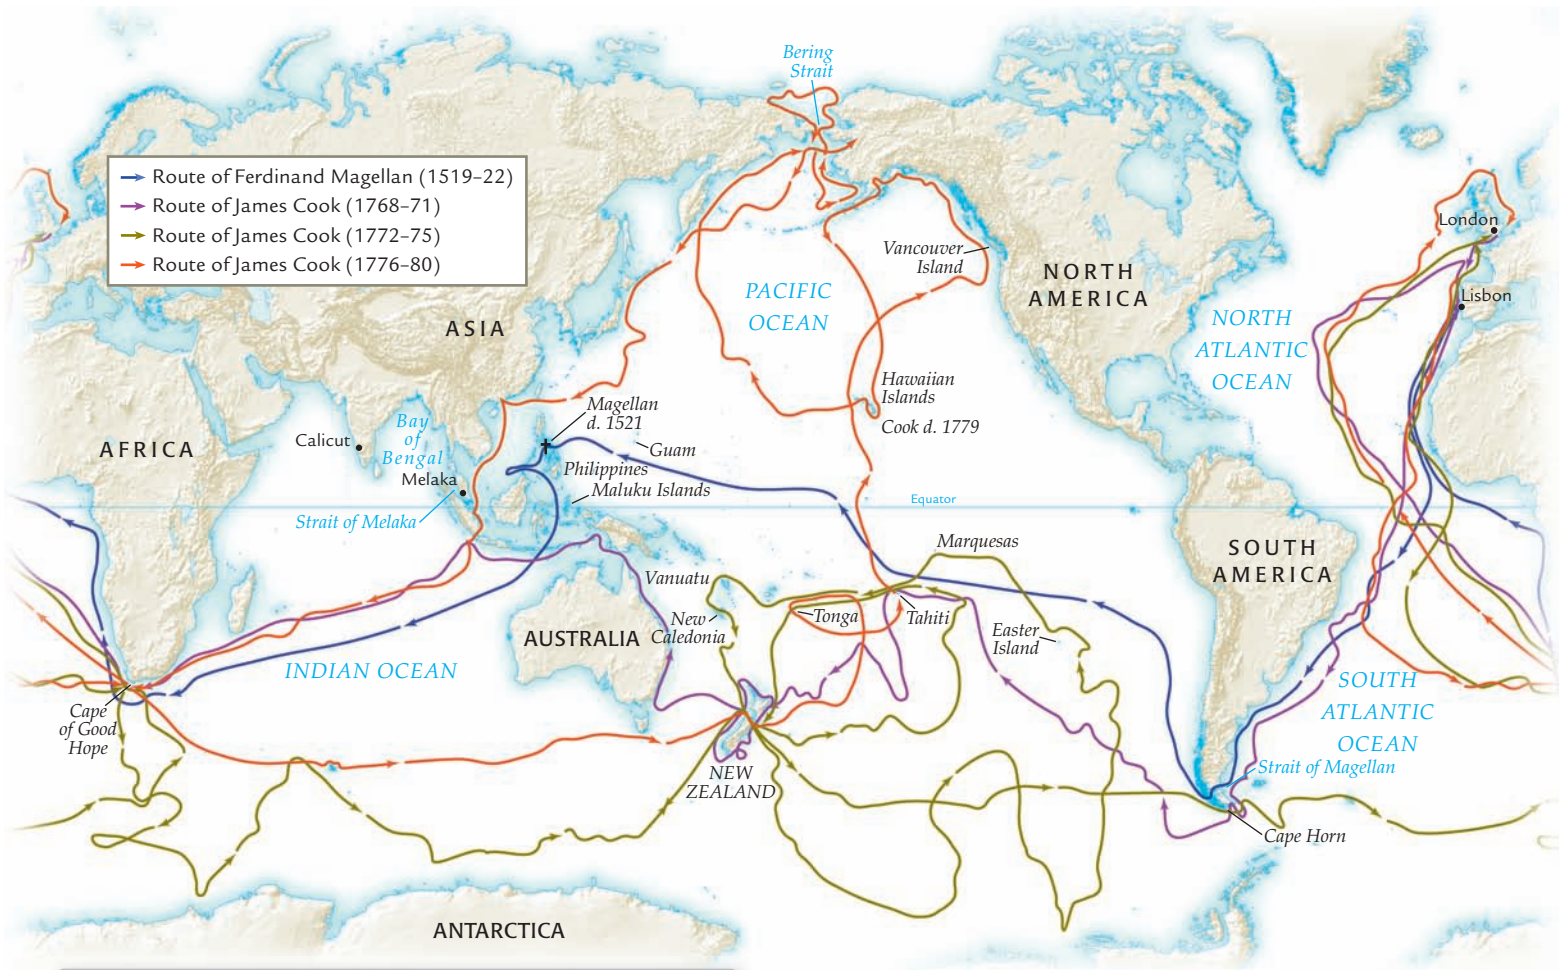 Bering
Strait
Route of Ferdinand Magellan (1519–22)
Route of James Cook (1768–71)
Route of James Cook (1772–75)
Route of James Cook (1776–80)
London
Vancouver
Island
NORTH
AMERICA
PACIFIC
OCEAN
Lisbon
ASIA
NORTH
ATLANTIC
OCEAN
Hawaiian
Islands
Cook d. 1779
Magellan
d. 1521
Bay
of
Bengal
Calicut
AFRICA
Guam
Philippines
Melaka
Maluku Islands
Equator
Strait of Melaka
Marquesas
SOUTH
AMERICA
Vanuatu
New
Caledonia
Tonga
Tahiti
Easter
Island
AUSTRALIA
INDIAN OCEAN
SOUTH
ATLANTIC
OCEAN
Cape
of Good
Hope
Strait of Magellan
NEW
ZEALAND
Cape Horn
ANTARCTICA